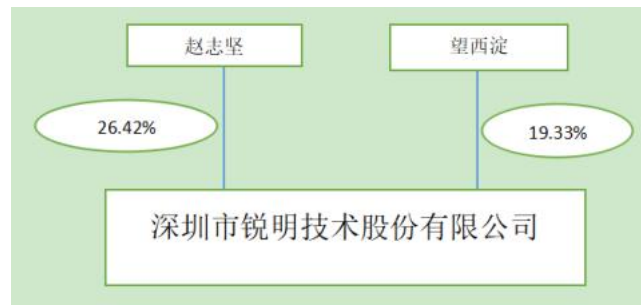 赵志坚
望西淀
26.42%
19.33%
深圳市锐明技术股份有限公司